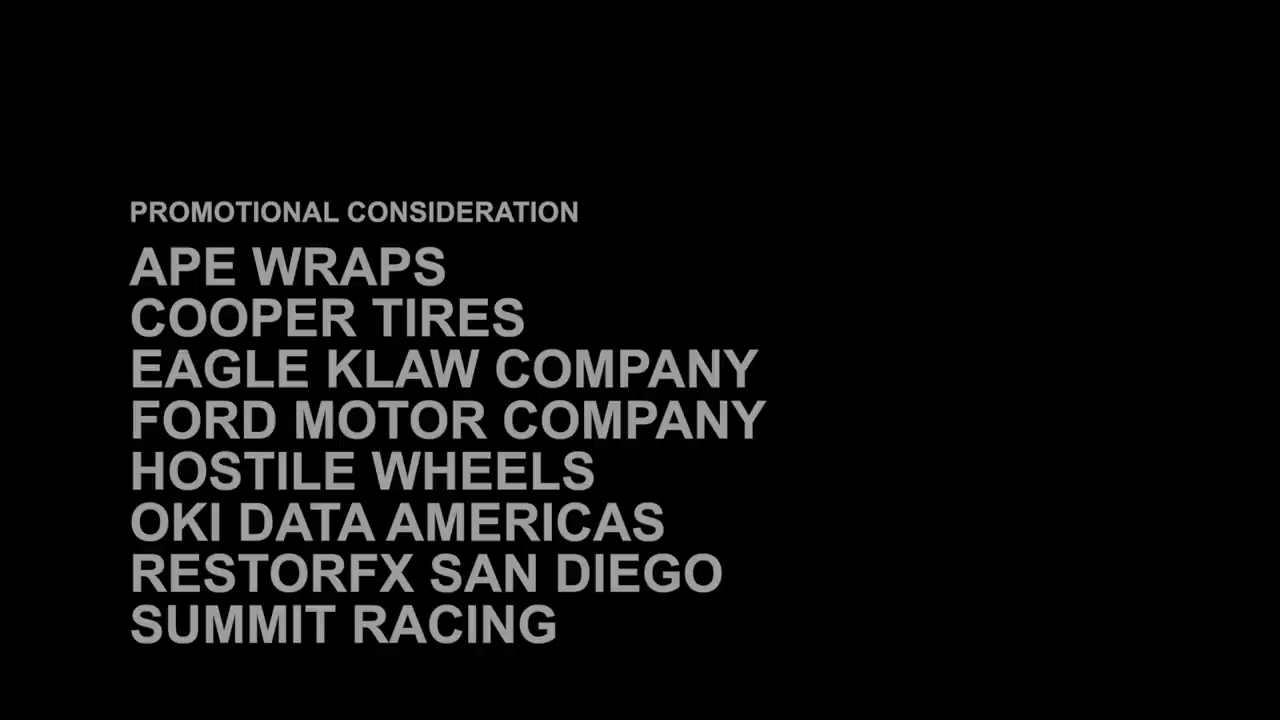 PROMOTIONAL CONSIDERATION
APE WRAPS
COOPER TIRES
EAGLE KLAW COMPANY
FORD MOTOR COMPANY
HOSTILE WHEELS
OKI DATA AMERICAS
RESTORFX SAN DIEGO
SUMMIT RACING